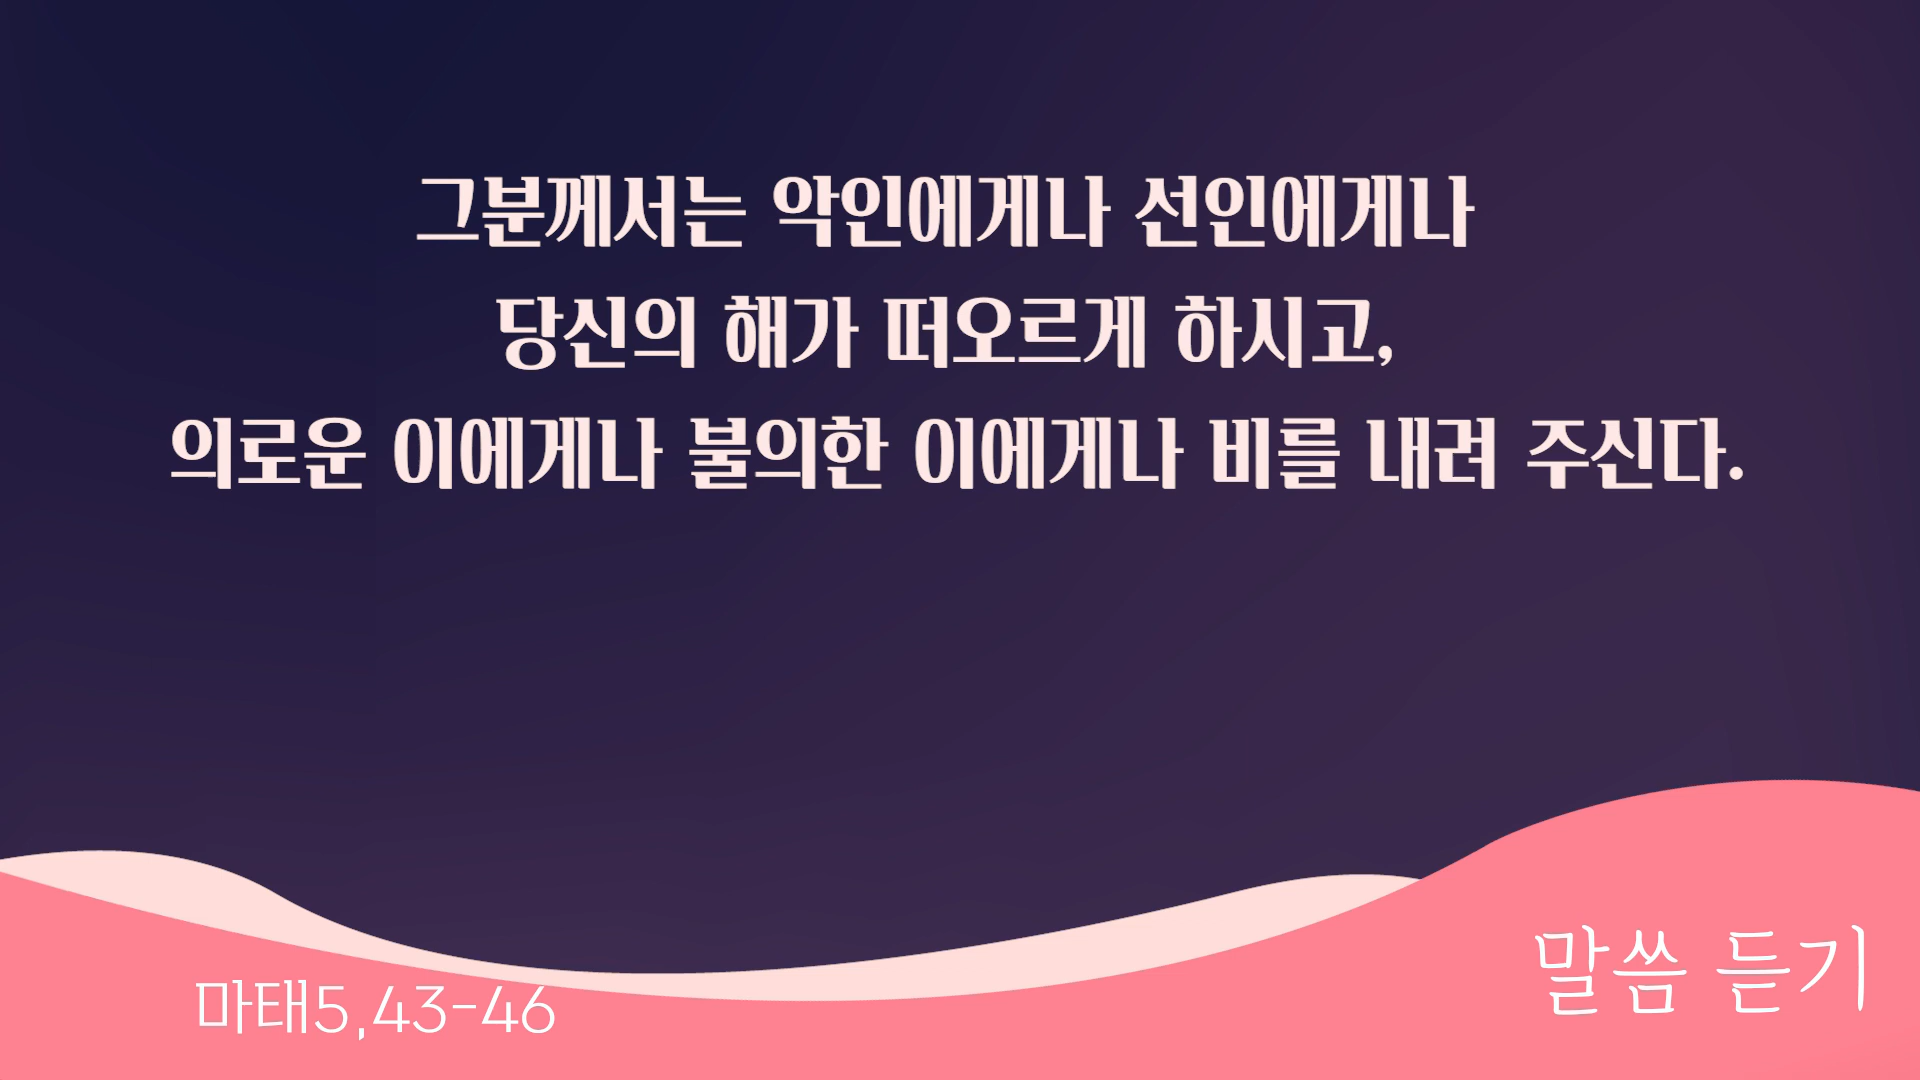 그분께서는 악인에게나 선인에게나
당신의 해가 떠오르게 하시고,
의로운 이에게나 불의한 이에게나 비를 내려 주신다.
마태5,43-46
말씀 듣기